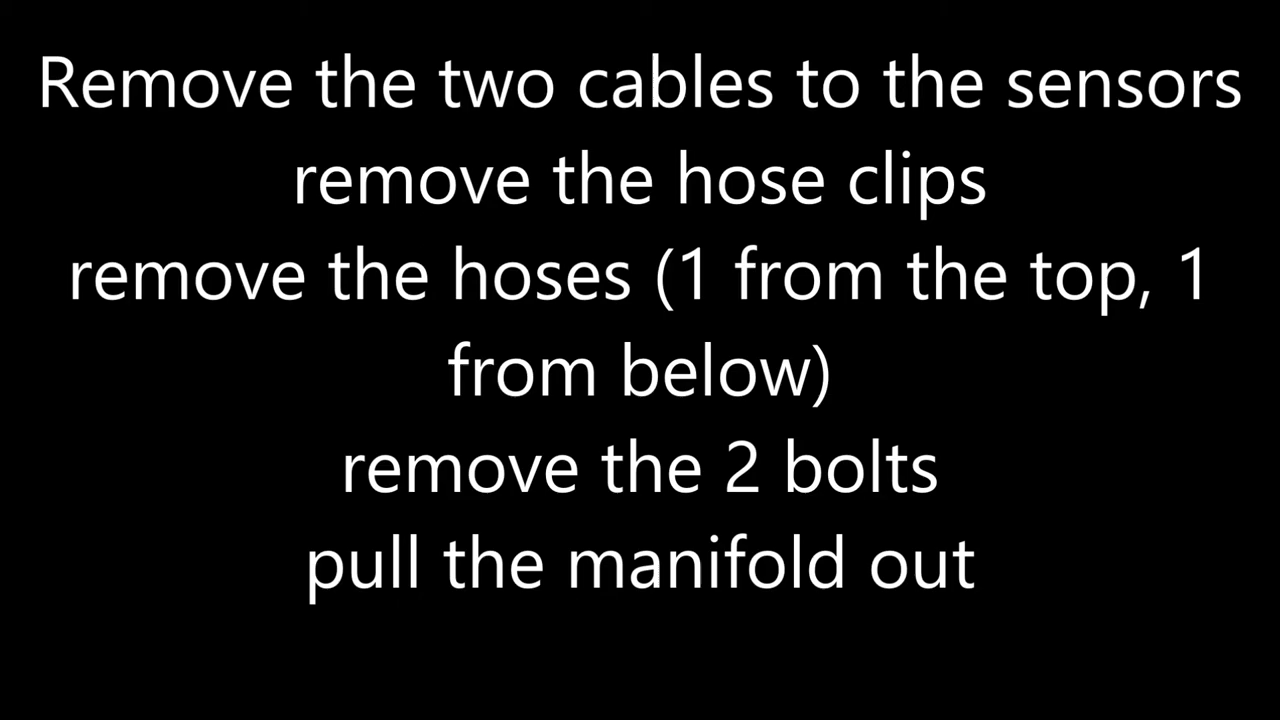 Remove the two cables to the sensors
remove the hose clips
remove the hoses (1 from the top, 1
from below)
remove the 2 bolts
pull the manifold out